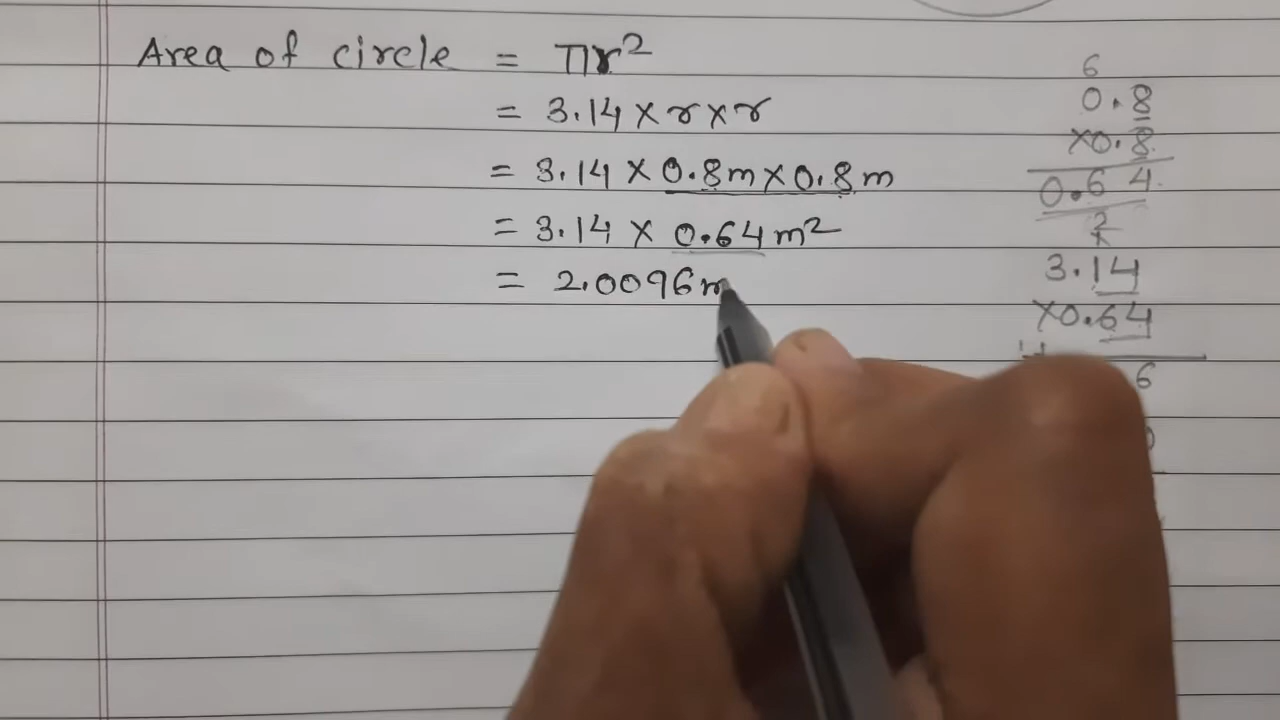 Area of circle = πr²
= 3.14 × r × r
= 3.14 × 0.8m × 0.8m
= 3.14 × 0.64 m²
= 2.0096 m
6
0.8
×0.8
0.64
2
3.14
×0.64
6